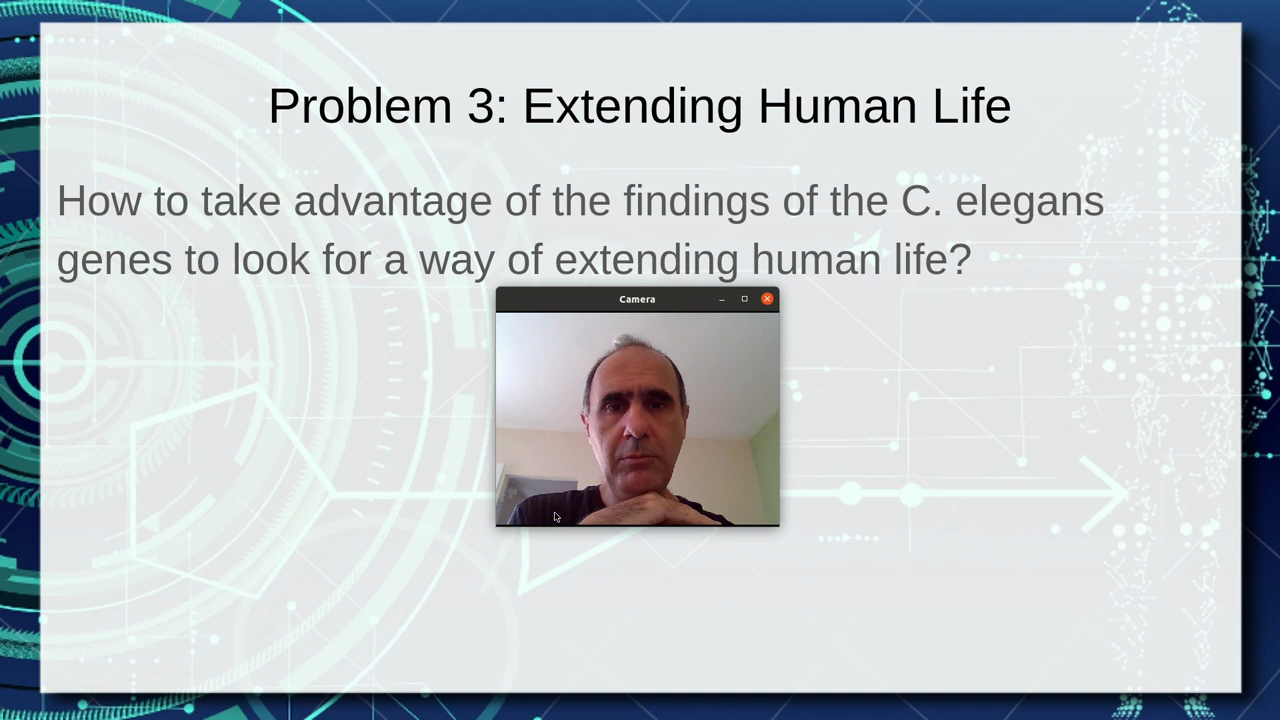 Problem 3: Extending Human Life
How to take advantage of the findings of the C. elegans
genes to look for a way of extending human life?
Camera